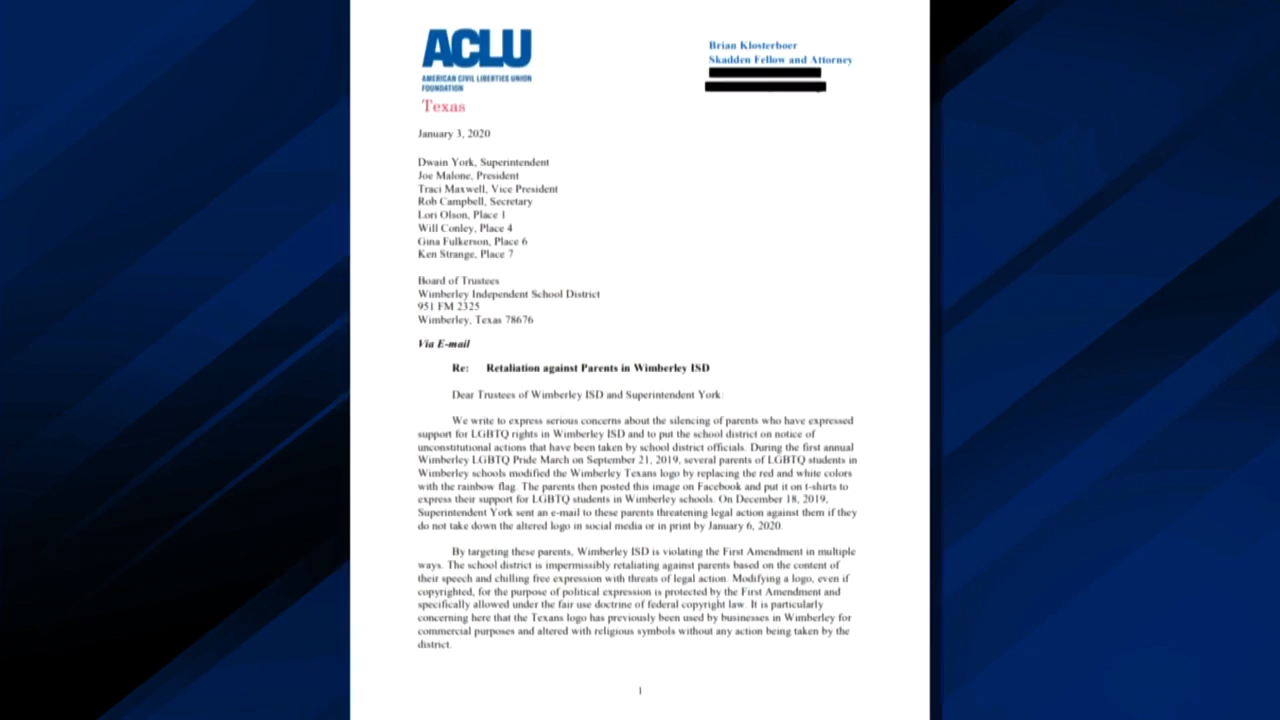 ACLU
AMERICAN CIVIL LIBERTIES UNION
FOUNDATION
Texas
Brian Klosterboer
Skadden Fellow and Attorney
January 3, 2020
Dwain York, Superintendent
Joe Malone, President
Traci Maxwell, Vice President
Rob Campbell, Secretary
Lori Olson, Place 1
Will Conley, Place 4
Gina Fulkerson, Place 6
Ken Strange, Place 7
Board of Trustees
Wimberley Independent School District
951 FM 2325
Wimberley, Texas 78676
Via E-mail
Re: Retaliation against Parents in Wimberley ISD
Dear Trustees of Wimberley ISD and Superintendent York:
We write to express serious concerns about the silencing of parents who have expressed
support for LGBTQ rights in Wimberley ISD and to put the school district on notice of
unconstitutional actions that have been taken by school district officials. During the first annual
Wimberley LGBTQ Pride March on September 21, 2019, several parents of LGBTQ students in
Wimberley schools modified the Wimberley Texans logo by replacing the red and white colors
with the rainbow flag. The parents then posted this image on Facebook and put it on t-shirts to
express their support for LGBTQ students in Wimberley schools. On December 18, 2019,
Superintendent York sent an e-mail to these parents threatening legal action against them if they
do not take down the altered logo in social media or in print by January 6, 2020.
By targeting these parents, Wimberley ISD is violating the First Amendment in multiple
ways. The school district is impermissibly retaliating against parents based on the content of
their speech and chilling free expression with threats of legal action. Modifying a logo, even if
copyrighted, for the purpose of political expression is protected by the First Amendment and
specifically allowed under the fair use doctrine of federal copyright law. It is particularly
concerning here that the Texans logo has previously been used by businesses in Wimberley for
commercial purposes and altered with religious symbols without any action being taken by the
district.
1